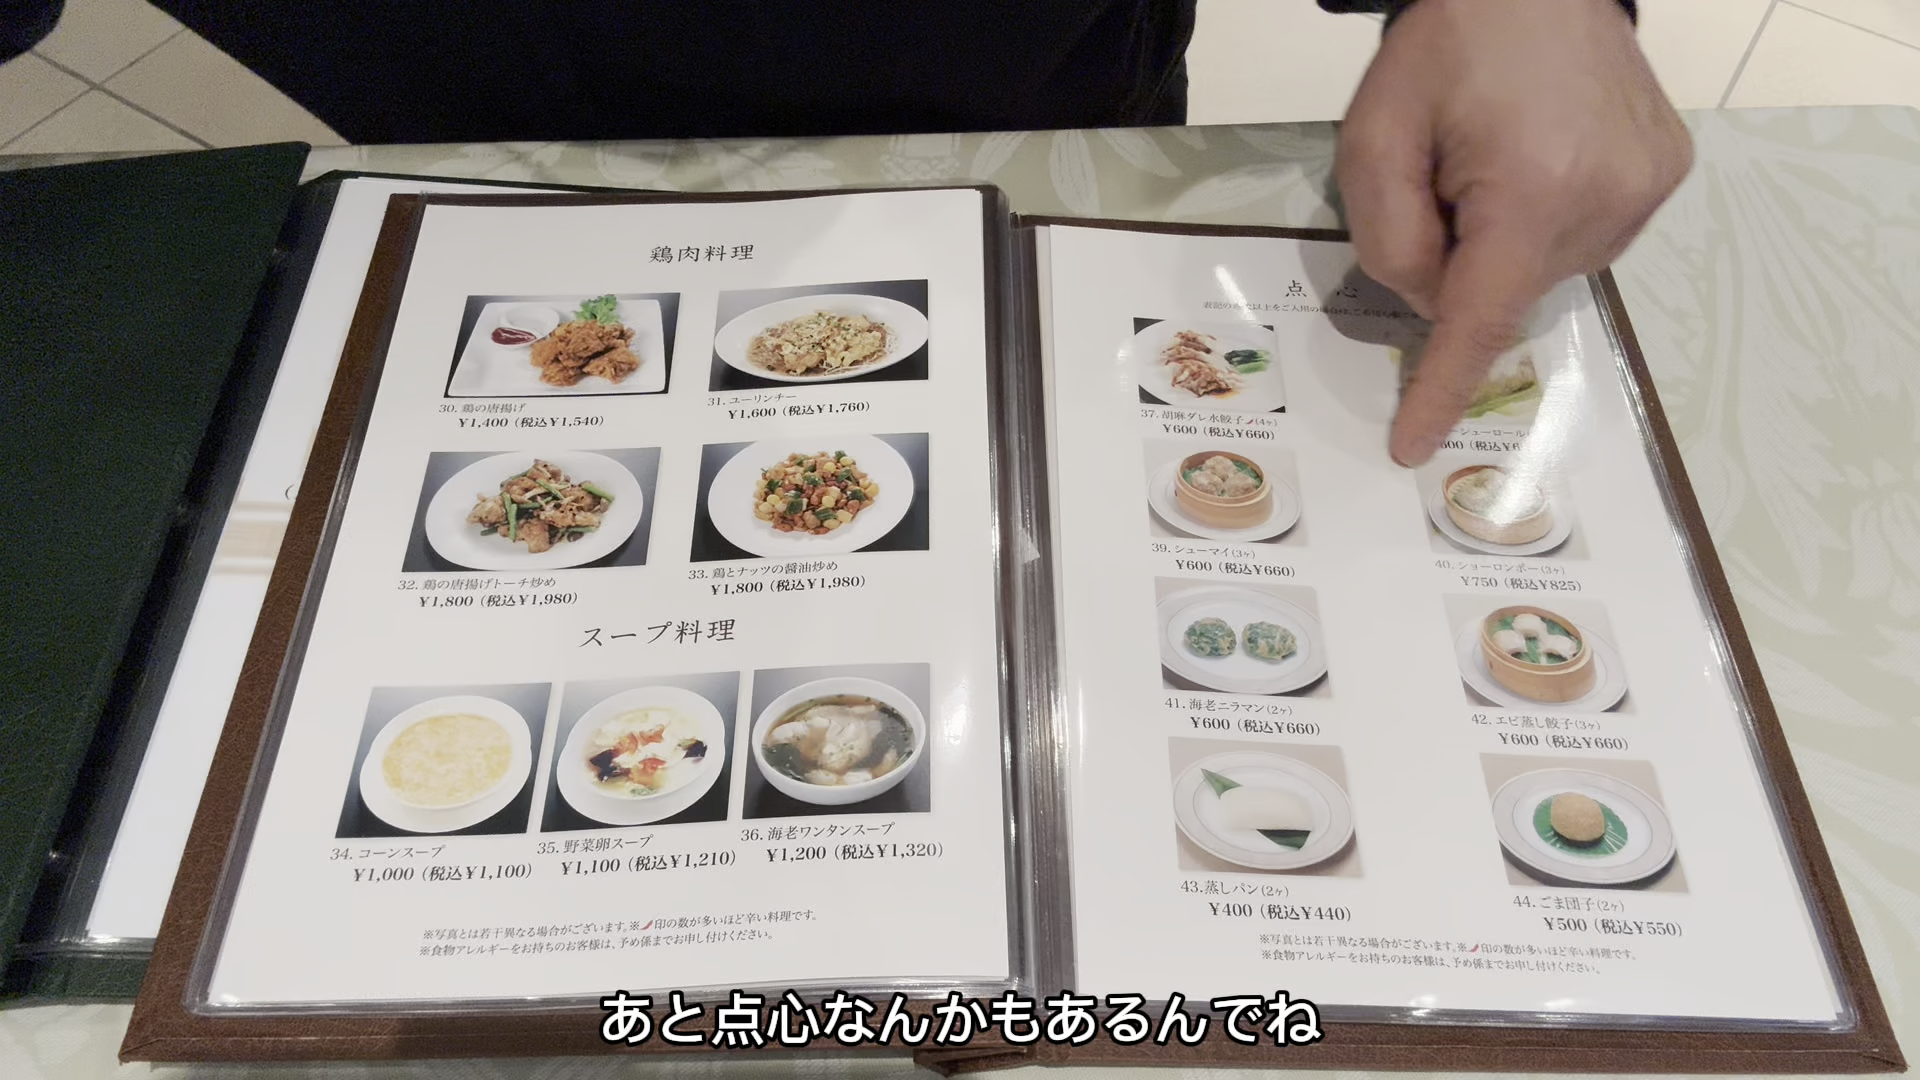 鶏肉料理
30. 鶏の唐揚げ
¥1,400 (税込¥1,540)
31. ユーリンチー
¥1,600 (税込¥1,760)
32. 鶏の唐揚げトーチ炒め
¥1,800 (税込¥1,980)
33. 鶏とナッツの醤油炒め
¥1,800 (税込¥1,980)
スープ料理
34. コーンスープ
¥1,000 (税込¥1,100)
35. 野菜卵スープ
¥1,100 (税込¥1,210)
36. 海老ワンタンスープ
¥1,200 (税込¥1,320)
※写真とは若干異なる場合がございます。※印の数が多いほど辛い料理です。
※食物アレルギーをお持ちのお客様は、予め係までお申し付けください。
点心
37. 胡麻ダレ水餃子(4ヶ)
¥600 (税込¥660)
39. シューマイ(3ヶ)
¥600 (税込¥660)
40. ショーロンポー(3ヶ)
¥750 (税込¥825)
41. 海老ニラマン(2ヶ)
¥600 (税込¥660)
42. エビ蒸し餃子(3ヶ)
¥600 (税込¥660)
43. 蒸しパン(2ヶ)
¥400 (税込¥440)
44. ごま団子(2ヶ)
¥500 (税込¥550)
※写真とは若干異なる場合がございます。※印の数が多いほど辛い料理です。
※食物アレルギーをお持ちのお客様は、予め係までお申し付けください。
あと点心なんかもあるんでね